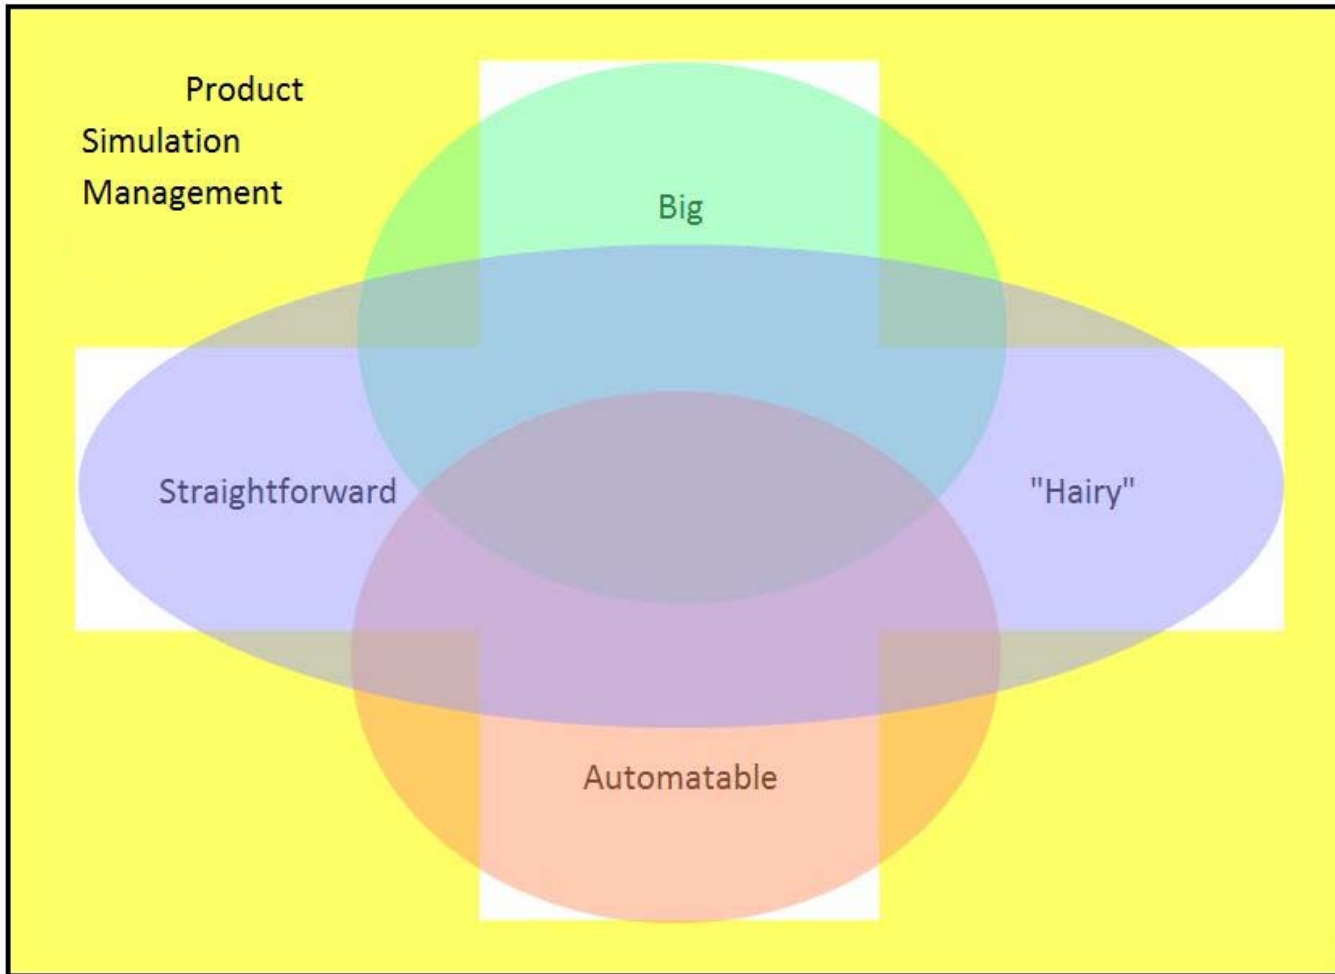 Product
Simulation
Management
Big
Straightforward
"Hairy"
Automatable